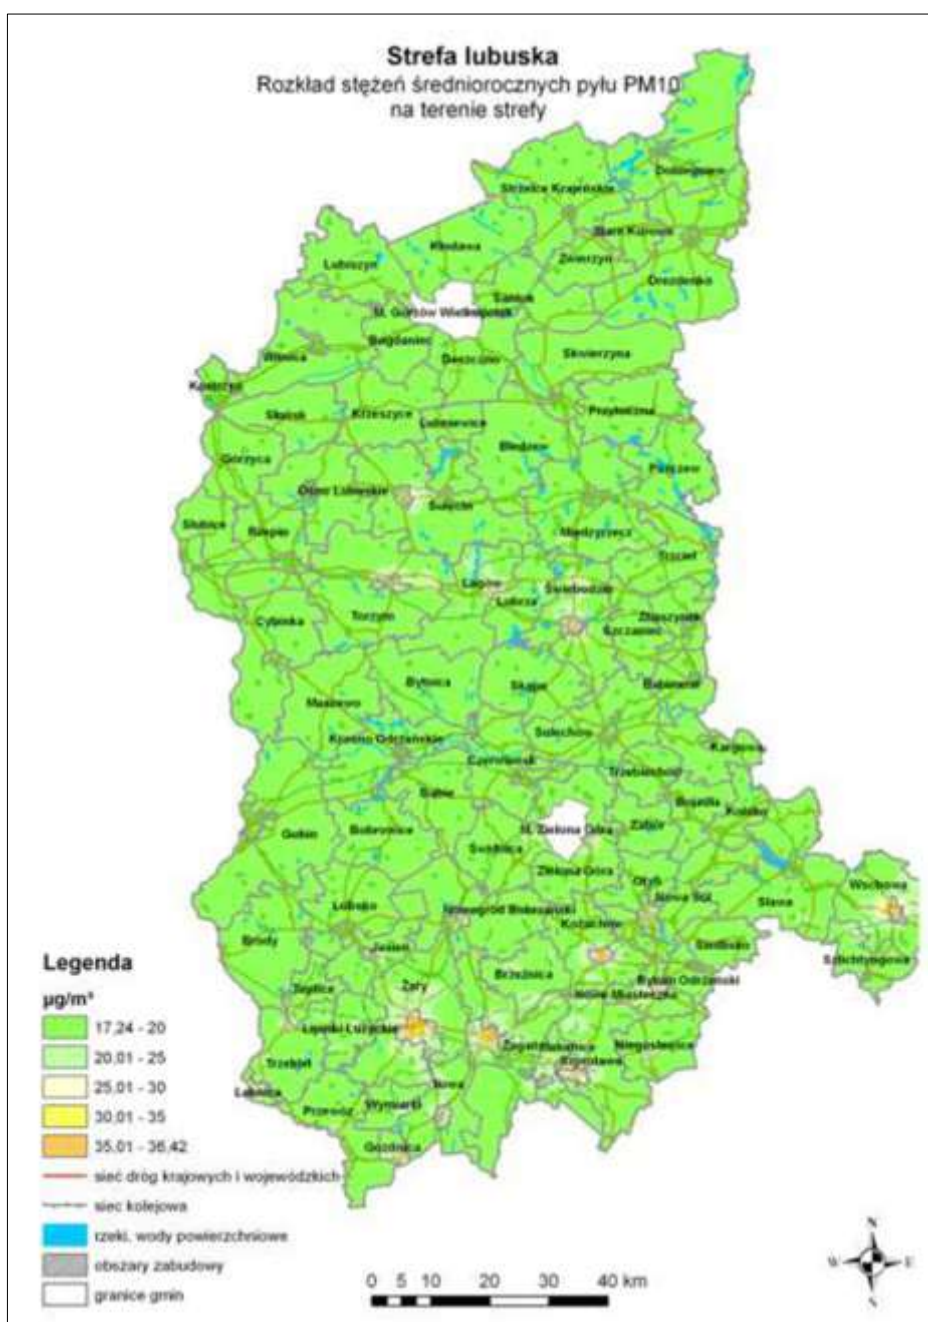 Strefa lubuska
Rozkład stężeń średniorocznych pyłu PM10
na terenie strefy
Strzelce Krajeńskie
Stare Kurowo
Kłodawa
Zwierzyn
Lubiszyn
Drezdenko
Santok
M. Gorzów Wielkopolski
Bogdaniec
Witnica
Deszczno
Skwierzyna
Słońsk
Krzeszyce
Lubniewice
Przytoczna
Bledzew
Górzyca
Pszczew
Ośno Lubuskie
Sulęcin
Słubice
Rzepin
Międzyrzecz
Trzciel
Łagów
Świebodzin
Lubrza
Zbąszynek
Cybinka
Torzym
Szczaniec
Bytnica
Skąpe
Babimost
Maszewo
Sulechów
Krosno Odrzańskie
Kargowa
Czerwieńsk
Trzebiechów
Dąbie
Bojadła
Kolsko
Gubin
Bobrowice
M. Zielona Góra
Zabór
Świdnica
Zielona Góra
Otyń
Wschowa
Nowa Sól
Sława
Lubsko
Nowogród Bobrzański
Kożuchów
Brody
Jasień
Siedlisko
Szlichtyngowa
Brzeźnica
Bytom Odrzański
Żary
Nowe Miasteczko
Lipinki Łużyckie
Żagań
Niegosławice
Trzebiel
Szprotawa
Iłowa
Łęknica
Przewóz
Wymiarki
Gozdnica
Legenda
µg/m³
17,24 - 20
20,01 - 25
25,01 - 30
30,01 - 35
35,01 - 36,42
sieć dróg krajowych i wojewódzkich
siec kolejowa
rzeki, wody powierzchniowe
obszary zabudowy
granice gmin
0 5 10 20 30 40 km
N
W E
S